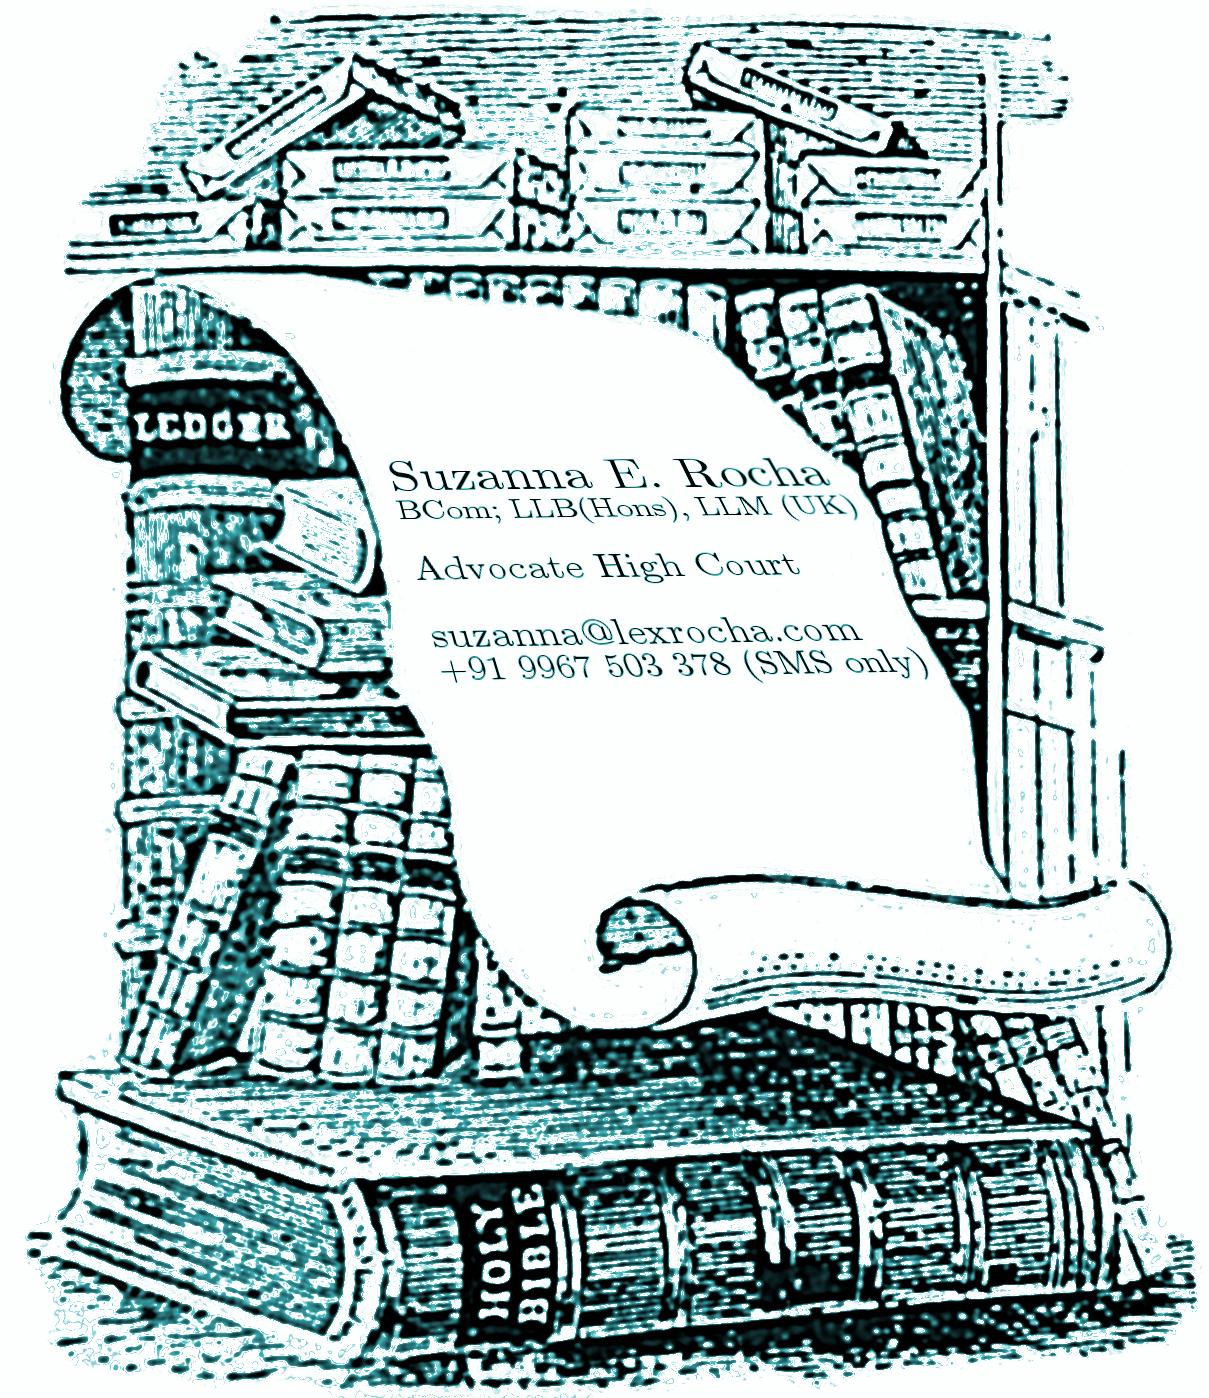 LEDGER
Suzanna E. Rocha
BCom; LLB(Hons), LLM (UK)
Advocate High Court
suzanna@lexrocha.com
+91 9967 503 378 (SMS only)
HOLY
BIBLE